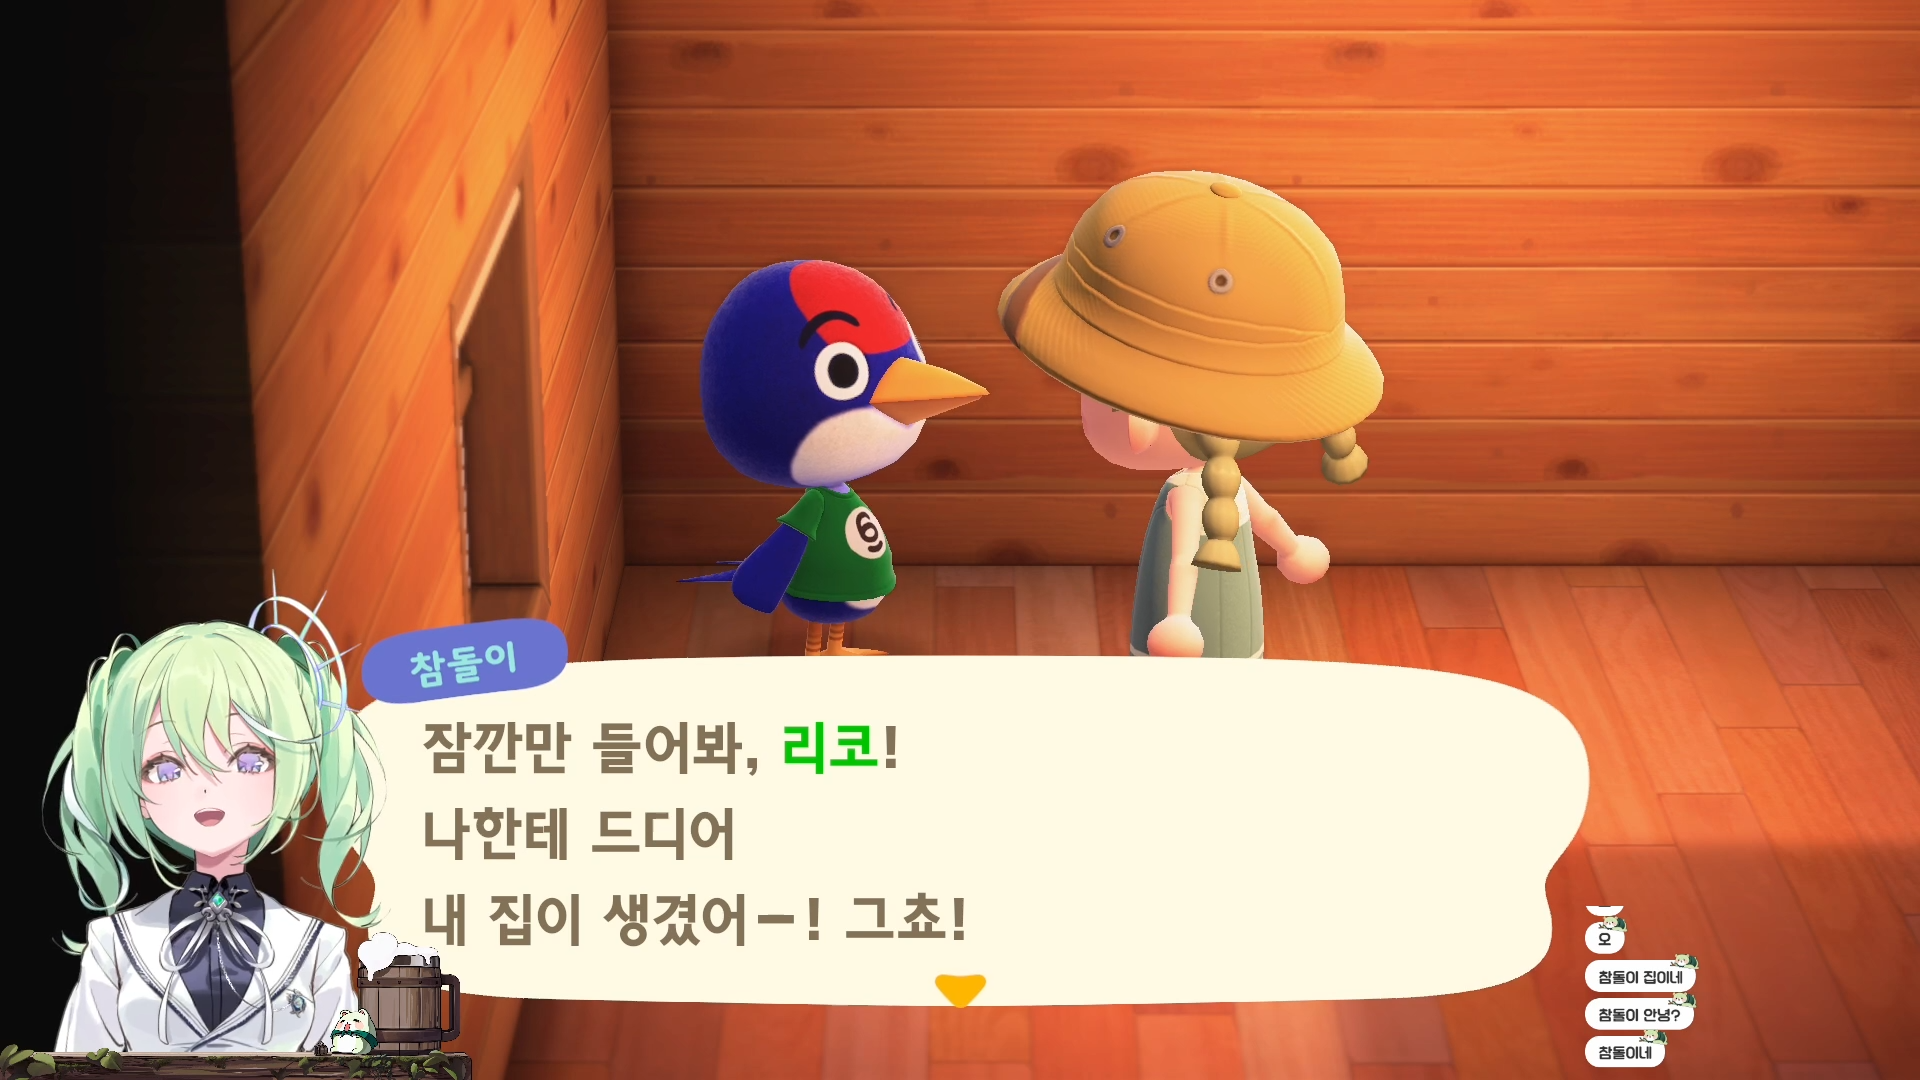 참돌이
잠깐만 들어봐, 리코!
나한테 드디어
내 집이 생겼어ー! 그쵸!
6
오
참돌이 집이네
참돌이 안녕?
참돌이네